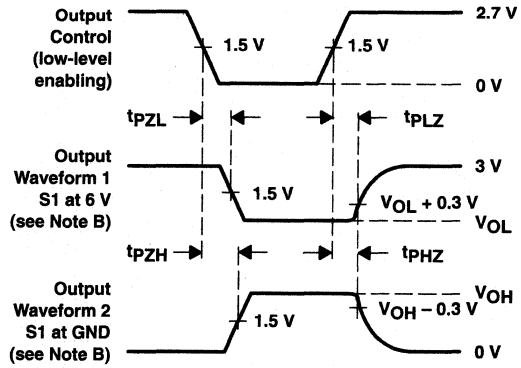 Output
Control
(low-level
enabling)
2.7 V
1.5 V
1.5 V
0 V
tPZL
tPLZ
Output
Waveform 1
S1 at 6 V
(see Note B)
3 V
1.5 V
VOL + 0.3 V
VOL
tPZH
tPHZ
Output
Waveform 2
S1 at GND
(see Note B)
VOH
1.5 V
VOH − 0.3 V
0 V